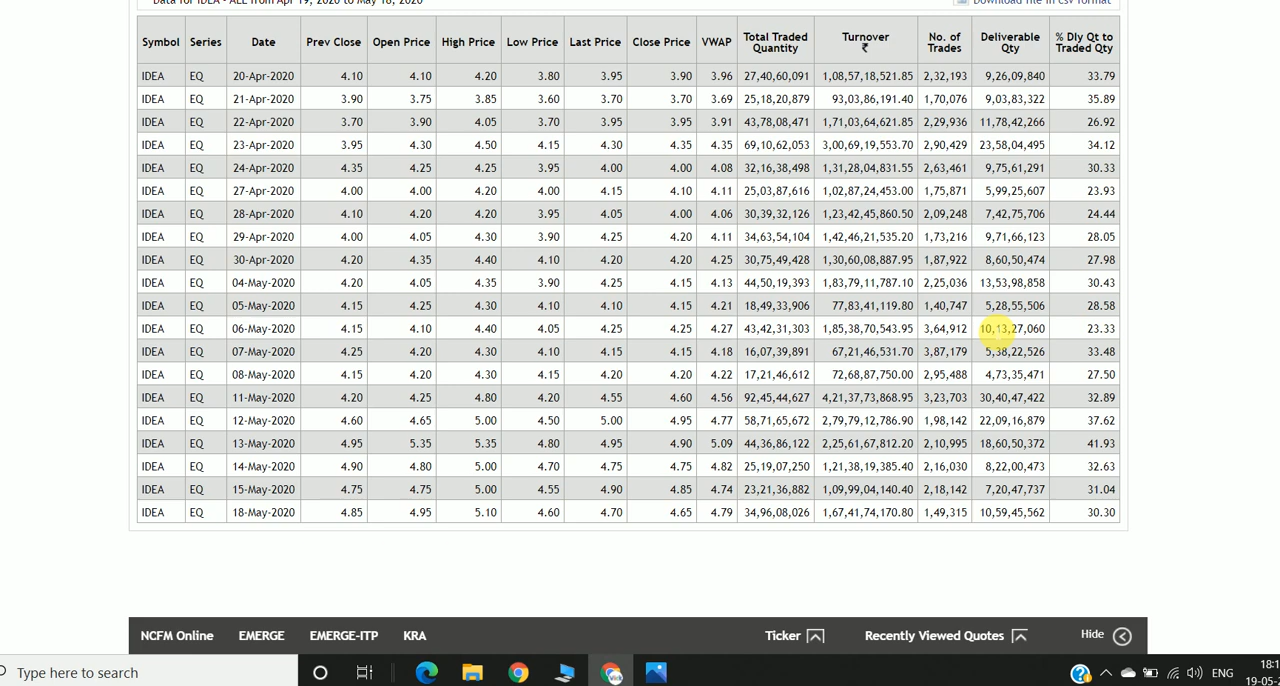 Data for IDEA - ALL from Apr 19, 2020 to May 18, 2020 Download file in csv format
Symbol Series Date Prev Close Open Price High Price Low Price Last Price Close Price VWAP Total Traded Quantity Turnover ₹ No. of Trades Deliverable Qty % Dly Qt to Traded Qty
IDEA EQ 20-Apr-2020 4.10 4.10 4.20 3.80 3.95 3.90 3.96 27,40,60,091 1,08,57,18,521.85 2,32,193 9,26,09,840 33.79
IDEA EQ 21-Apr-2020 3.90 3.75 3.85 3.60 3.70 3.70 3.69 25,18,20,879 93,03,86,191.40 1,70,076 9,03,83,322 35.89
IDEA EQ 22-Apr-2020 3.70 3.90 4.05 3.70 3.95 3.95 3.91 43,78,08,471 1,71,03,64,621.85 2,29,936 11,78,42,266 26.92
IDEA EQ 23-Apr-2020 3.95 4.30 4.50 4.15 4.30 4.35 4.35 69,10,62,053 3,00,69,19,553.70 2,90,429 23,58,04,495 34.12
IDEA EQ 24-Apr-2020 4.35 4.25 4.25 3.95 4.00 4.00 4.08 32,16,38,498 1,31,28,04,831.55 2,63,461 9,75,61,291 30.33
IDEA EQ 27-Apr-2020 4.00 4.00 4.20 4.00 4.15 4.10 4.11 25,03,87,616 1,02,87,24,453.00 1,75,871 5,99,25,607 23.93
IDEA EQ 28-Apr-2020 4.10 4.20 4.20 3.95 4.05 4.00 4.06 30,39,32,126 1,23,42,45,860.50 2,09,248 7,42,75,706 24.44
IDEA EQ 29-Apr-2020 4.00 4.05 4.30 3.90 4.25 4.20 4.11 34,63,54,104 1,42,46,21,535.20 1,73,216 9,71,66,123 28.05
IDEA EQ 30-Apr-2020 4.20 4.35 4.40 4.10 4.20 4.20 4.25 30,75,49,428 1,30,60,08,887.95 1,87,922 8,60,50,474 27.98
IDEA EQ 04-May-2020 4.20 4.05 4.35 3.90 4.25 4.15 4.13 44,50,19,393 1,83,79,11,787.10 2,25,036 13,53,98,858 30.43
IDEA EQ 05-May-2020 4.15 4.25 4.30 4.10 4.10 4.15 4.21 18,49,33,906 77,83,41,119.80 1,40,747 5,28,55,506 28.58
IDEA EQ 06-May-2020 4.15 4.10 4.40 4.05 4.25 4.25 4.27 43,42,31,303 1,85,38,70,543.95 3,64,912 10,13,27,060 23.33
IDEA EQ 07-May-2020 4.25 4.20 4.30 4.10 4.15 4.15 4.18 16,07,39,891 67,21,46,531.70 3,87,179 5,38,22,526 33.48
IDEA EQ 08-May-2020 4.15 4.20 4.30 4.15 4.20 4.20 4.22 17,21,46,612 72,68,87,750.00 2,95,488 4,73,35,471 27.50
IDEA EQ 11-May-2020 4.20 4.25 4.80 4.20 4.55 4.60 4.56 92,45,44,627 4,21,37,73,868.95 3,23,703 30,40,47,422 32.89
IDEA EQ 12-May-2020 4.60 4.65 5.00 4.50 5.00 4.95 4.77 58,71,65,642 2,79,79,12,786.90 1,98,142 22,09,16,879 37.62
IDEA EQ 13-May-2020 4.95 5.35 5.35 4.80 4.95 4.90 5.09 44,36,86,122 2,25,61,67,812.20 2,10,995 18,60,50,372 41.93
IDEA EQ 14-May-2020 4.90 4.80 5.00 4.70 4.75 4.75 4.82 25,19,07,250 1,21,38,19,385.40 2,16,030 8,22,00,473 32.63
IDEA EQ 15-May-2020 4.75 4.75 5.00 4.55 4.90 4.85 4.74 23,21,36,882 1,09,99,04,140.40 2,18,142 7,20,47,737 31.04
IDEA EQ 18-May-2020 4.85 4.95 5.10 4.60 4.70 4.65 4.79 34,96,08,026 1,67,41,74,170.80 1,49,315 10,59,45,562 30.30
NCFM Online EMERGE EMERGE-ITP KRA Ticker Recently Viewed Quotes Hide
Type here to search ENG